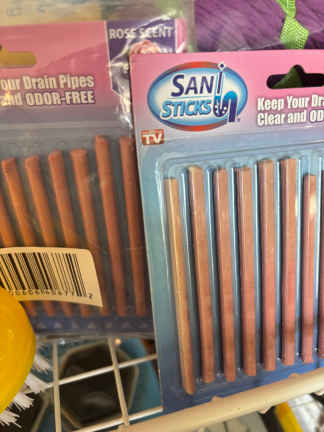 ROSE SCENT
our Drain Pipes
and ODOR-FREE
SANI
STICKS
TV
Keep Your Dra
Clear and OD